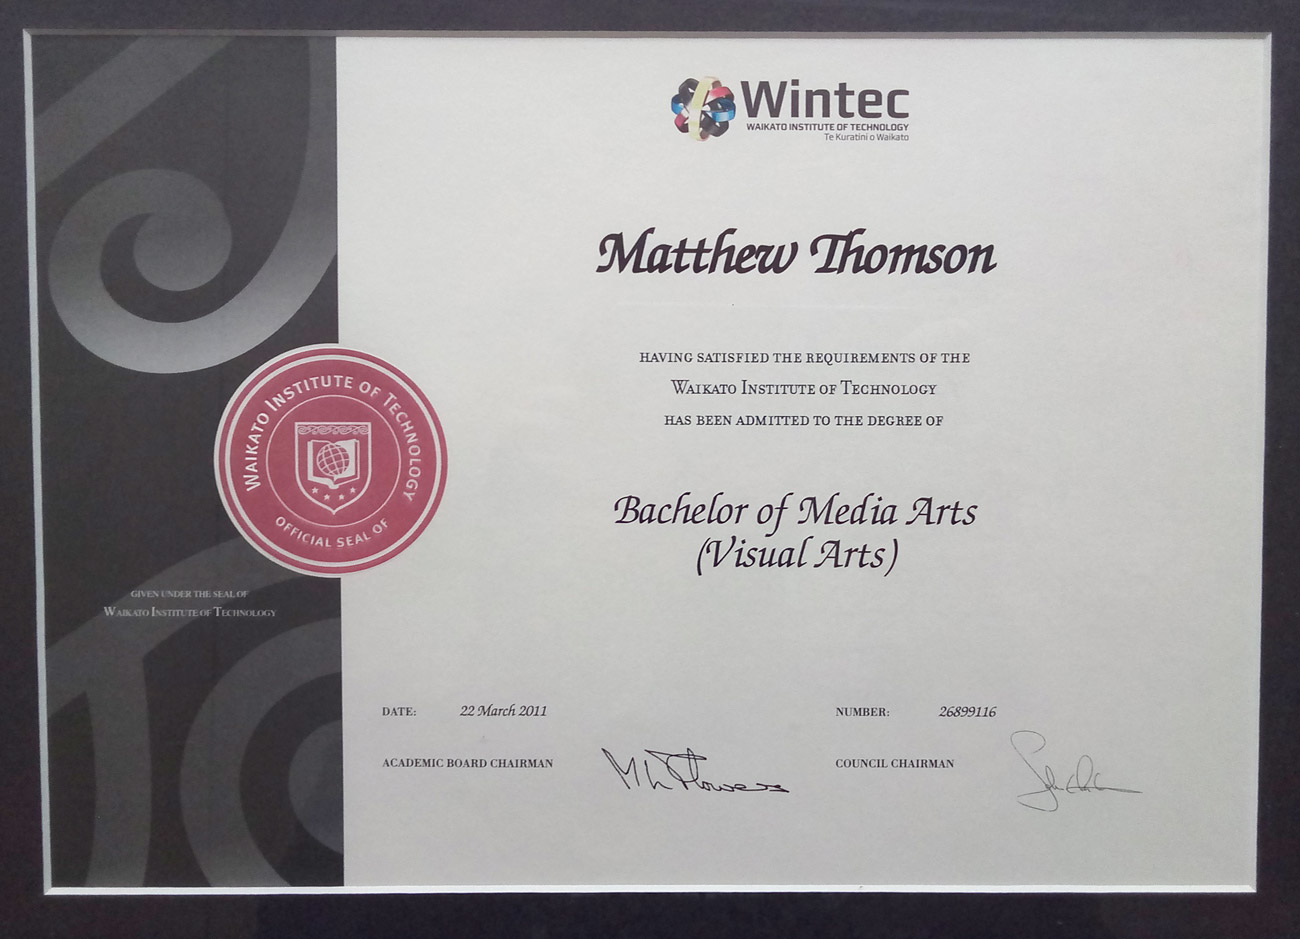 Wintec
WAIKATO INSTITUTE OF TECHNOLOGY
Te Kuratini o Waikato
Matthew Thomson
HAVING SATISFIED THE REQUIREMENTS OF THE
WAIKATO INSTITUTE OF TECHNOLOGY
HAS BEEN ADMITTED TO THE DEGREE OF
Bachelor of Media Arts
(Visual Arts)
WAIKATO INSTITUTE OF TECHNOLOGY
OFFICIAL SEAL OF
GIVEN UNDER THE SEAL OF
WAIKATO INSTITUTE OF TECHNOLOGY
DATE: 22 March 2011
NUMBER: 26899116
ACADEMIC BOARD CHAIRMAN
COUNCIL CHAIRMAN